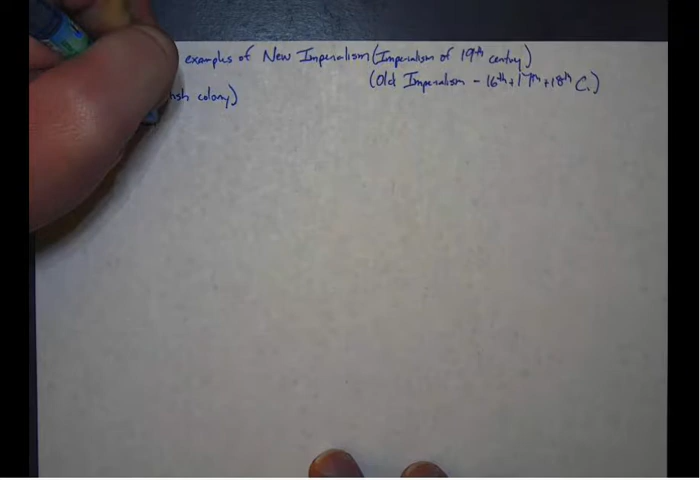 examples of New Imperialism (Imperialism of 19th century)
(Old Imperialism - 16th + 17th + 18th C.)
colony)